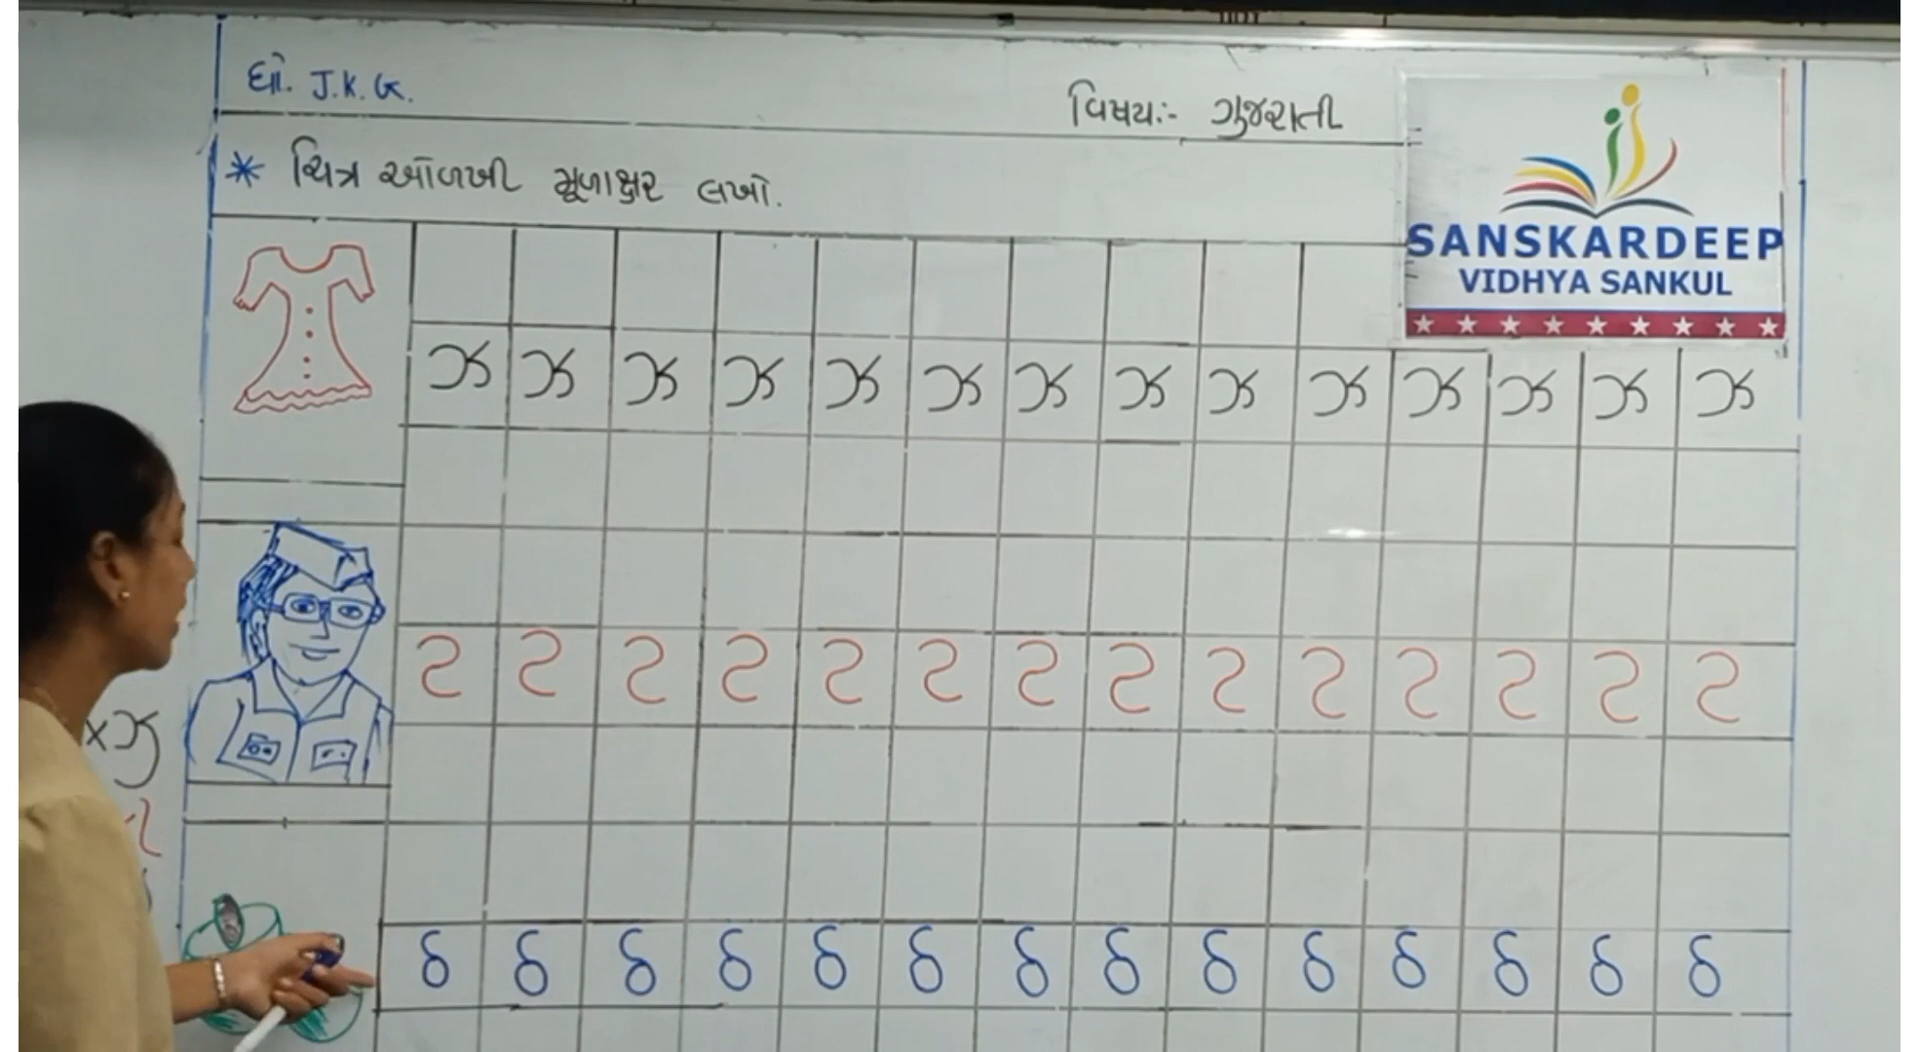 ધો. J.K.G.
વિષય:- ગુજરાતી
* ચિત્ર ઓળખી મૂળાક્ષર લખો.
SANSKARDEEP
VIDHYA SANKUL
ઝ ઝ ઝ ઝ ઝ ઝ ઝ ઝ ઝ ઝ ઝ ઝ ઝ ઝ
ટ ટ ટ ટ ટ ટ ટ ટ ટ ટ ટ ટ ટ ટ
ઠ ઠ ઠ ઠ ઠ ઠ ઠ ઠ ઠ ઠ ઠ ઠ ઠ ઠ